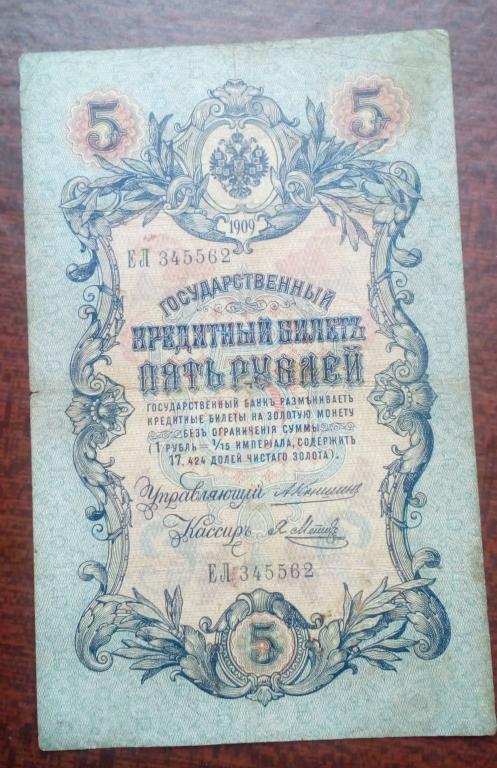 5 5
1909
ЕЛ 345562
ГОСУДАРСТВЕННЫЙ
КРЕДИТНЫЙ БИЛЕТЪ
ПЯТЬ РУБЛЕЙ
ГОСУДАРСТВЕННЫЙ БАНКЪ РАЗМѢНИВАЕТЪ
КРЕДИТНЫЕ БИЛЕТЫ НА ЗОЛОТУЮ МОНЕТУ
БЕЗЪ ОГРАНИЧЕНІЯ СУММЫ
(1 РУБЛЬ = 1/15 ИМПЕРІАЛА, СОДЕРЖИТЪ
17,424 ДОЛЕЙ ЧИСТАГО ЗОЛОТА).
Управляющій
Кассиръ
ЕЛ 345562
5